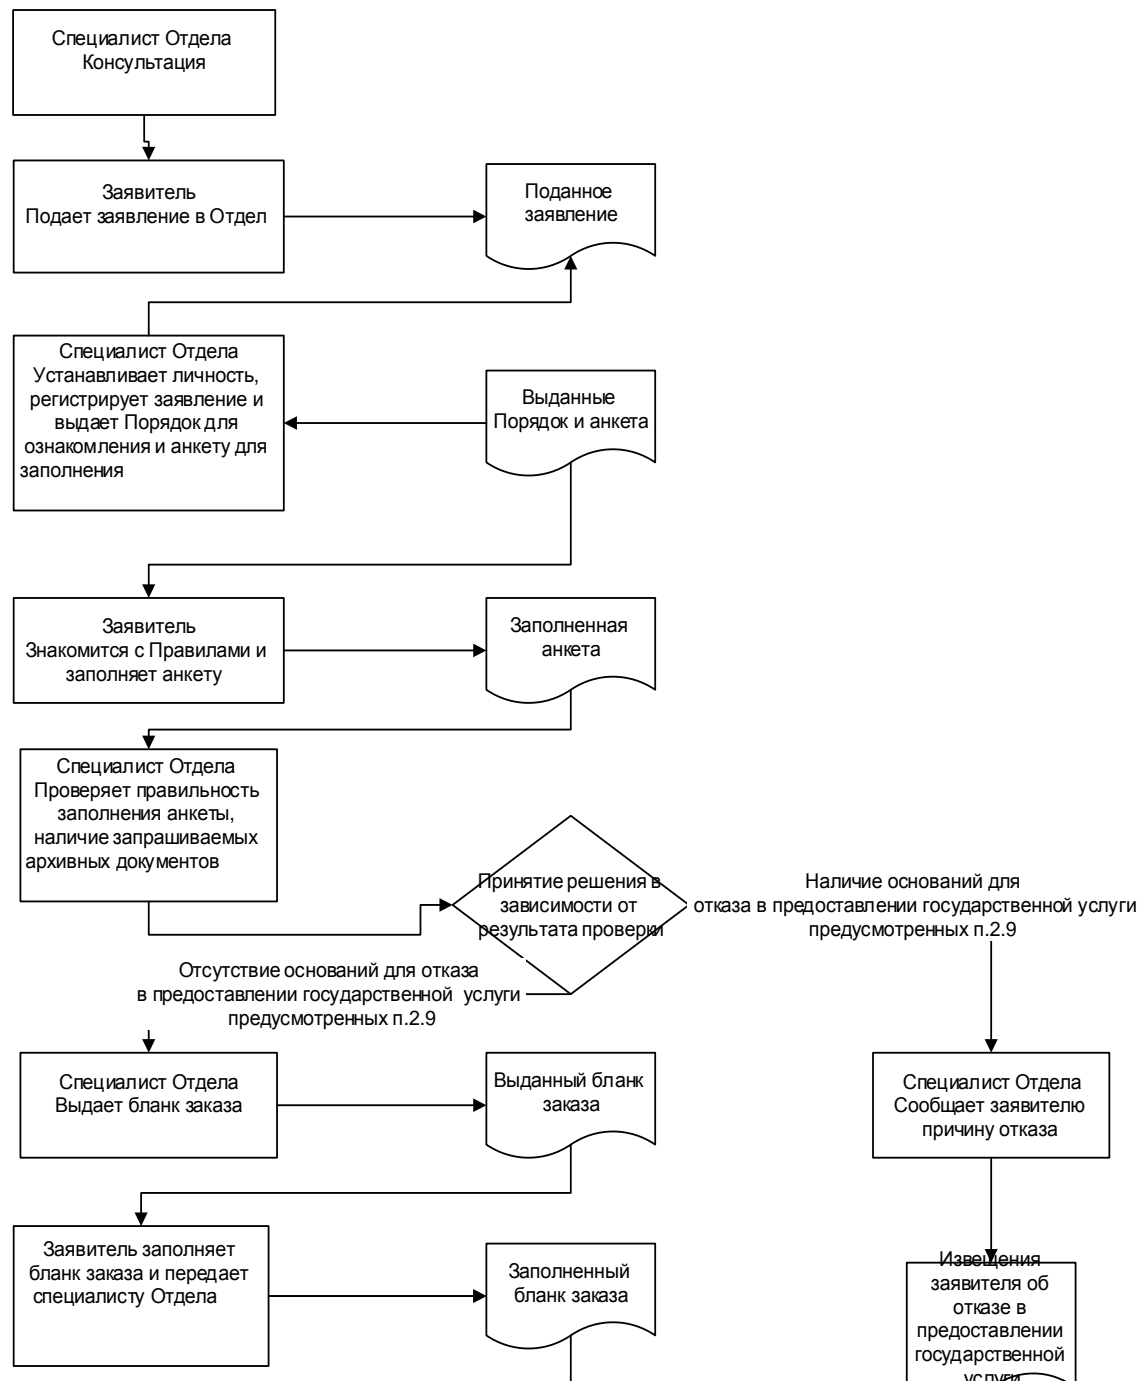 Специалист Отдела
Консультация
Заявитель
Подает заявление в Отдел
Поданное
заявление
Специалист Отдела
Устанавливает личность,
регистрирует заявление и
выдает Порядок для
ознакомления и анкету для
заполнения
Выданные
Порядок и анкета
Заявитель
Знакомится с Правилами и
заполняет анкету
Заполненная
анкета
Специалист Отдела
Проверяет правильность
заполнения анкеты,
наличие запрашиваемых
архивных документов
Принятие решения в
зависимости от
результата проверки
Наличие оснований для
отказа в предоставлении государственной услуги
предусмотренных п.2.9
Отсутствие оснований для отказа
в предоставлении государственной услуги
предусмотренных п.2.9
Специалист Отдела
Выдает бланк заказа
Выданный бланк
заказа
Специалист Отдела
Сообщает заявителю
причину отказа
Заявитель заполняет
бланк заказа и передает
специалисту Отдела
Заполненный
бланк заказа
Извещения
заявителя об
отказе в
предоставлении
государственной
услуги